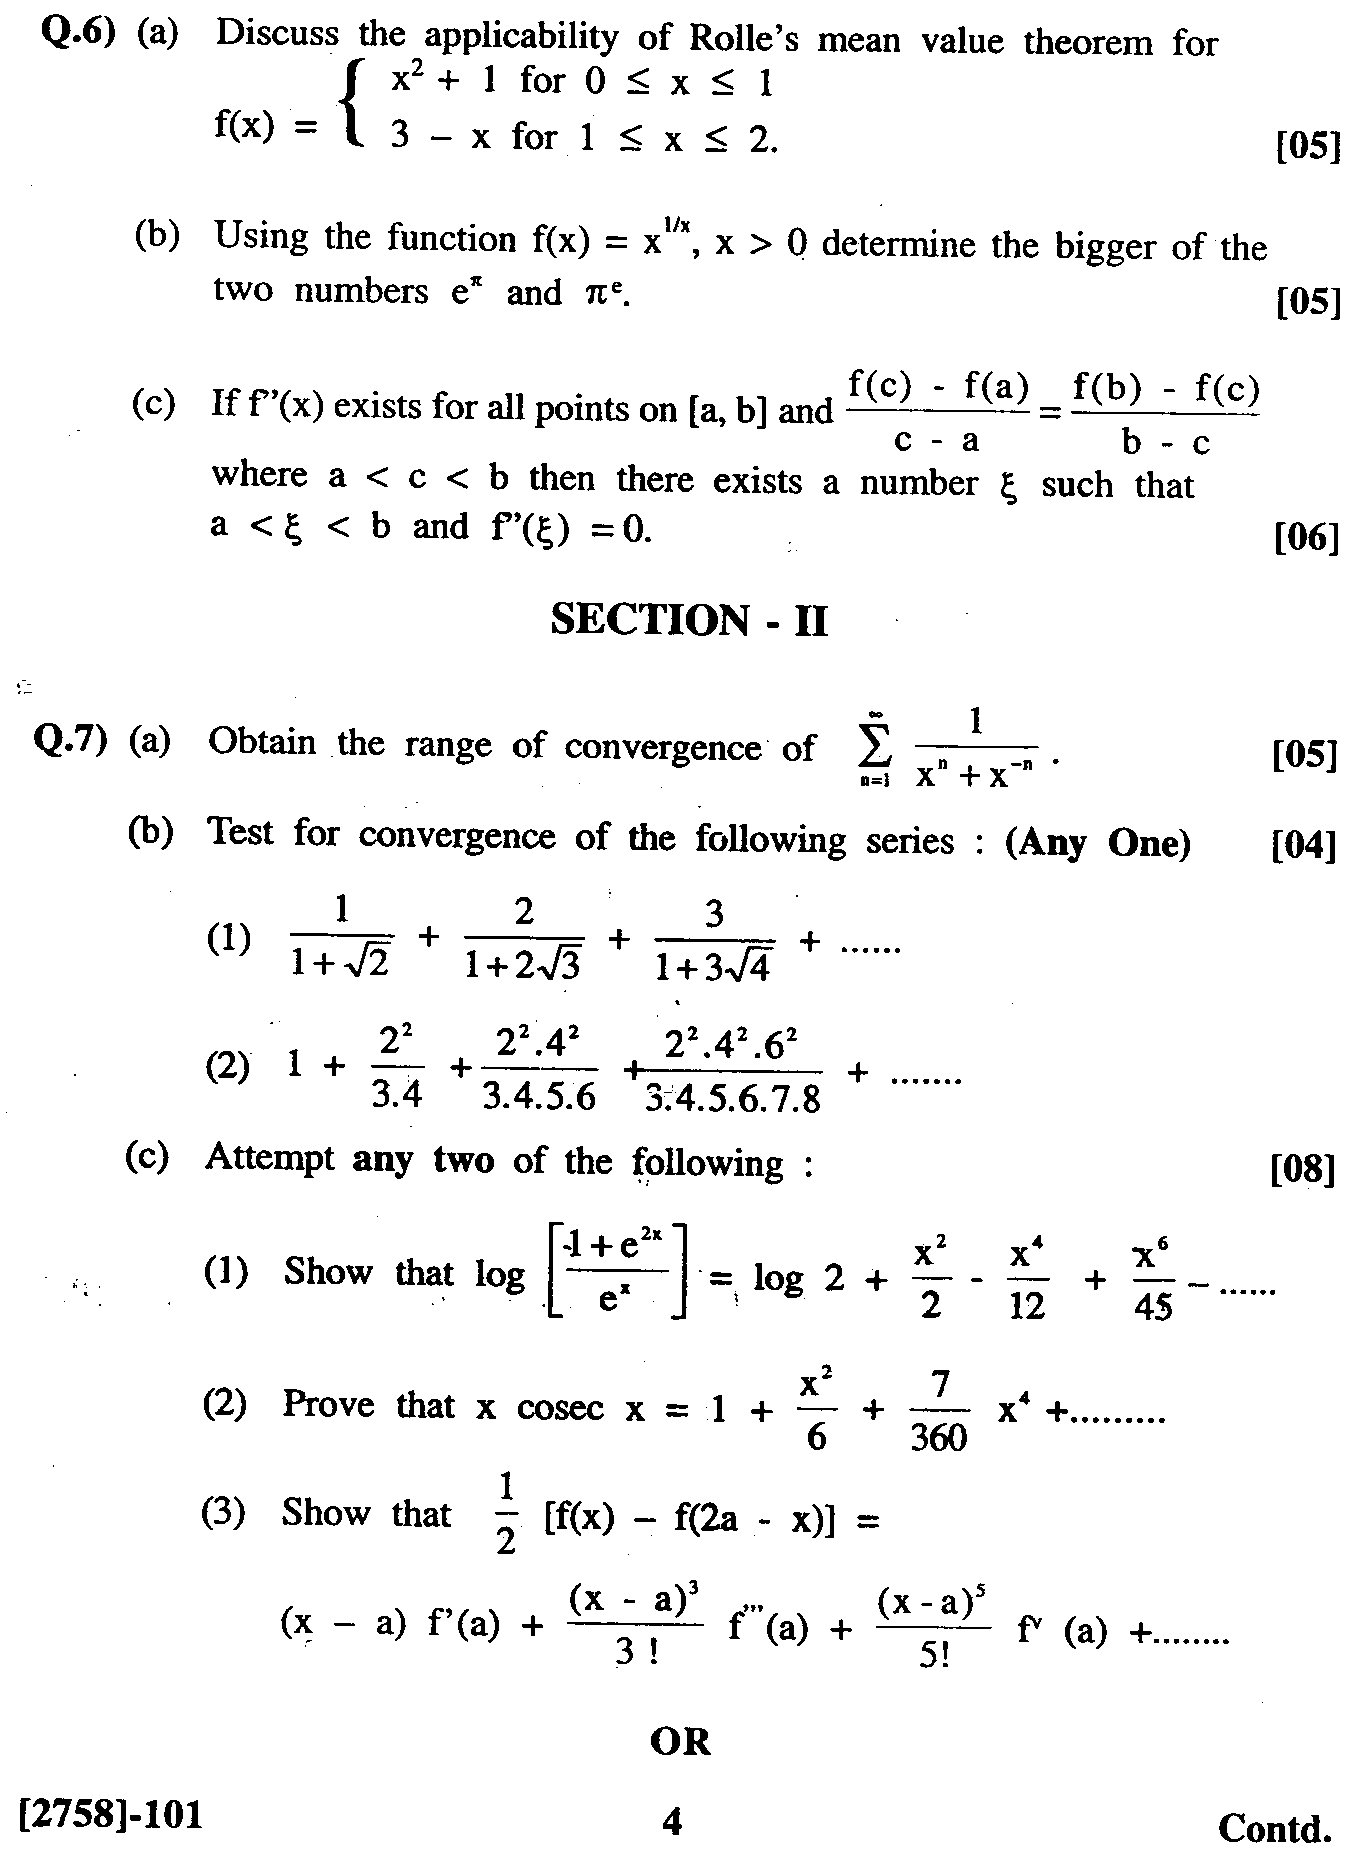 Q.6) (a) Discuss the applicability of Rolle's mean value theorem for
f(x) = { x² + 1 for 0 ≤ x ≤ 1
3 – x for 1 ≤ x ≤ 2. [05]
(b) Using the function f(x) = x^{1/x}, x > 0 determine the bigger of the
two numbers e^π and π^e. [05]
(c) If f''(x) exists for all points on [a, b] and (f(c) - f(a))/(c - a) = (f(b) - f(c))/(b - c)
where a < c < b then there exists a number ξ such that
a < ξ < b and f''(ξ) = 0. [06]
SECTION - II
Q.7) (a) Obtain the range of convergence of ∑_{n=1}^{∞} 1/(x^n + x^{-n}). [05]
(b) Test for convergence of the following series : (Any One) [04]
(1) 1/(1+√2) + 2/(1+2√3) + 3/(1+3√4) + ......
(2) 1 + 2²/3.4 + 2².4²/3.4.5.6 + 2².4².6²/3.4.5.6.7.8 + .......
(c) Attempt any two of the following : [08]
(1) Show that log [(1+e^{2x})/e^x] = log 2 + x²/2 - x⁴/12 + x⁶/45 – ......
(2) Prove that x cosec x = 1 + x²/6 + 7/360 x⁴ +.........
(3) Show that 1/2 [f(x) – f(2a - x)] =
(x – a) f'(a) + (x - a)³/3 ! f'''(a) + (x - a)⁵/5! f^v (a) +........
OR
[2758]-101 4 Contd.